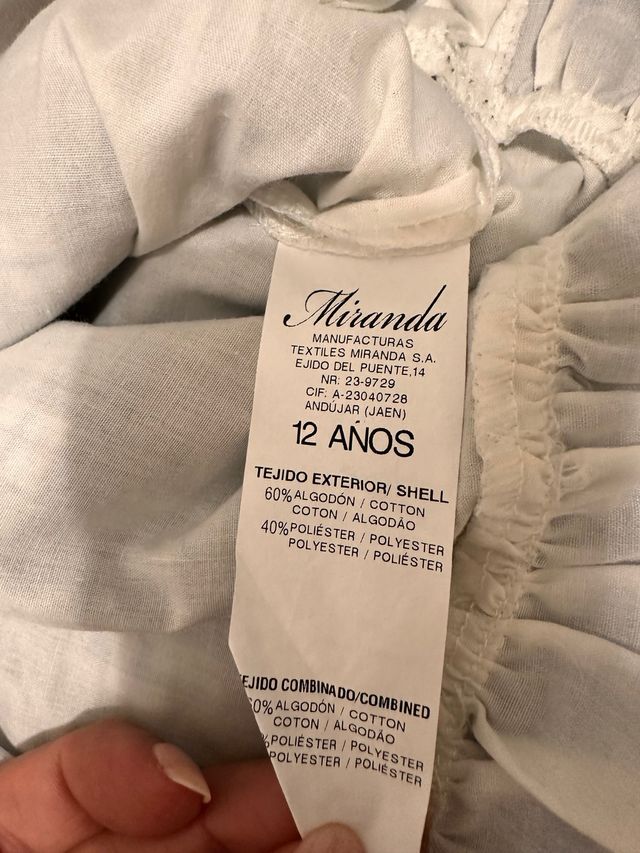 Miranda
MANUFACTURAS
TEXTILES MIRANDA S.A.
EJIDO DEL PUENTE,14
NR: 23-9729
CIF: A-23040728
ANDÚJAR (JAEN)
12 AÑOS
TEJIDO EXTERIOR/ SHELL
60% ALGODÓN / COTTON
COTON / ALGODÃO
40% POLIÉSTER / POLYESTER
POLYESTER / POLIÉSTER
EJIDO COMBINADO/COMBINED
0% ALGODÓN / COTTON
COTON / ALGODÃO
% POLIÉSTER / POLYESTER
POLYESTER / POLIÉSTER